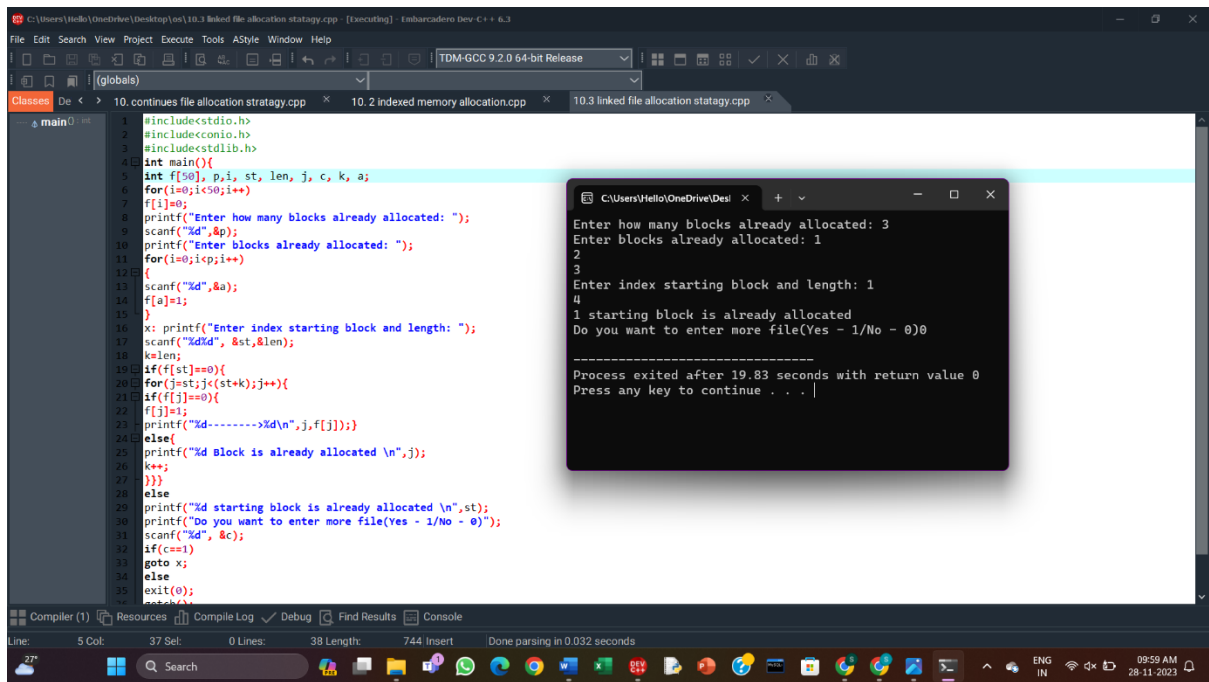 C:\Users\Hello\OneDrive\Desktop\os\10.3 linked file allocation statagy.cpp - [Executing] - Embarcadero Dev-C++ 6.3
File Edit Search View Project Execute Tools AStyle Window Help
TDM-GCC 9.2.0 64-bit Release
(globals)
Classes De < > 10. continues file allocation stratagy.cpp × 10. 2 indexed memory allocation.cpp × 10.3 linked file allocation statagy.cpp ×
main() : int
1 #include<stdio.h>
2 #include<conio.h>
3 #include<stdlib.h>
4 int main(){
5 int f[50], p,i, st, len, j, c, k, a;
6 for(i=0;i<50;i++)
7 f[i]=0;
8 printf("Enter how many blocks already allocated: ");
9 scanf("%d",&p);
10 printf("Enter blocks already allocated: ");
11 for(i=0;i<p;i++)
12 {
13 scanf("%d",&a);
14 f[a]=1;
15 }
16 x: printf("Enter index starting block and length: ");
17 scanf("%d%d", &st,&len);
18 k=len;
19 if(f[st]==0){
20 for(j=st;j<(st+k);j++){
21 if(f[j]==0){
22 f[j]=1;
23 printf("%d-------->%d\n",j,f[j]);}
24 else{
25 printf("%d Block is already allocated \n",j);
26 k++;
27 }}}
28 else
29 printf("%d starting block is already allocated \n",st);
30 printf("Do you want to enter more file(Yes - 1/No - 0)");
31 scanf("%d", &c);
32 if(c==1)
33 goto x;
34 else
35 exit(0);
C:\Users\Hello\OneDrive\Des × +
Enter how many blocks already allocated: 3
Enter blocks already allocated: 1
2
3
Enter index starting block and length: 1
4
1 starting block is already allocated
Do you want to enter more file(Yes - 1/No - 0)0
--------------------------------
Process exited after 19.83 seconds with return value 0
Press any key to continue . . .
Compiler (1) Resources Compile Log Debug Find Results Console
Line: 5 Col: 37 Sel: 0 Lines: 38 Length: 744 Insert Done parsing in 0.032 seconds
27°
Search
ENG
IN
09:59 AM
28-11-2023